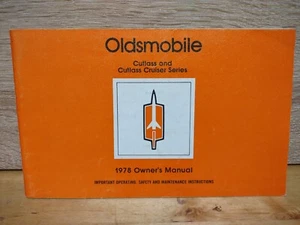 Oldsmobile
Cutlass and
Cutlass Cruiser Series
1978 Owner's Manual
IMPORTANT OPERATING, SAFETY AND MAINTENANCE INSTRUCTIONS